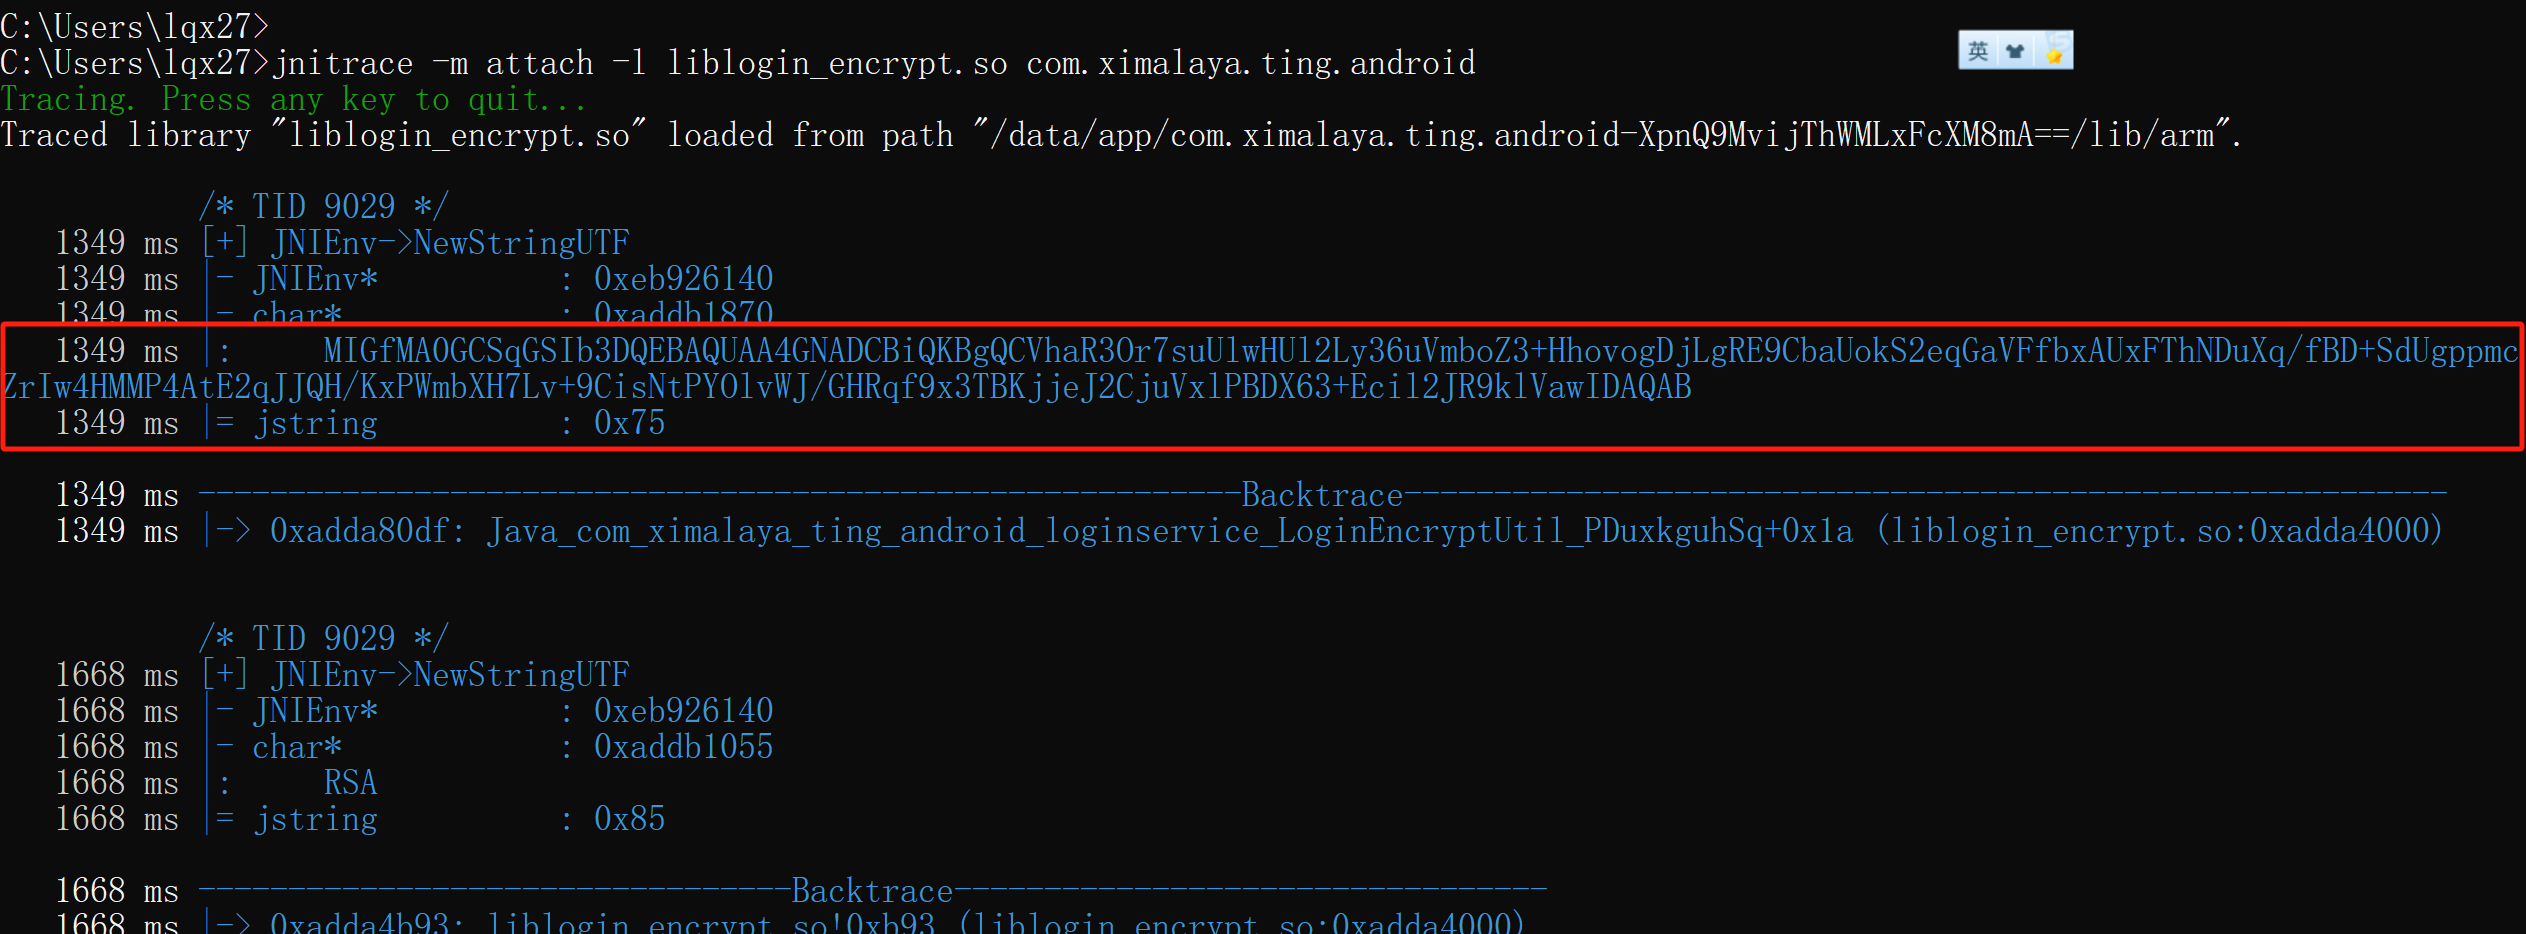 C:\Users\lqx27>
C:\Users\lqx27>jnitrace -m attach -l liblogin_encrypt.so com.ximalaya.ting.android
英
Tracing. Press any key to quit...
Traced library "liblogin_encrypt.so" loaded from path "/data/app/com.ximalaya.ting.android-XpnQ9MvijThWMLxFcXM8mA==/lib/arm".
/* TID 9029 */
1349 ms [+] JNIEnv->NewStringUTF
1349 ms |- JNIEnv* : 0xeb926140
1349 ms |- char* : 0xaddb1870
1349 ms |: MIGfMA0GCSqGSIb3DQEBAQUAA4GNADCBiQKBgQCVhaR3Or7suUlwHUl2Ly36uVmboZ3+HhovogDjLgRE9CbaUokS2eqGaVFfbxAUxFThNDuXq/fBD+SdUgppmc
ZrIw4HMMP4AtE2qJJQH/KxPWmbXH7Lv+9CisNtPYOlvWJ/GHRqf9x3TBKjjeJ2CjuVxlPBDX63+Ecil2JR9klVawIDAQAB
1349 ms |= jstring : 0x75
1349 ms ----------------------------------------------------------Backtrace----------------------------------------------------------
1349 ms |-> 0xadda80df: Java_com_ximalaya_ting_android_loginservice_LoginEncryptUtil_PDuxkguhSq+0x1a (liblogin_encrypt.so:0xadda4000)
/* TID 9029 */
1668 ms [+] JNIEnv->NewStringUTF
1668 ms |- JNIEnv* : 0xeb926140
1668 ms |- char* : 0xaddb1055
1668 ms |: RSA
1668 ms |= jstring : 0x85
1668 ms ---------------------------------Backtrace---------------------------------
1668 ms |-> 0xadda4b93: liblogin_encrypt.so!0xb93 (liblogin_encrypt.so:0xadda4000)